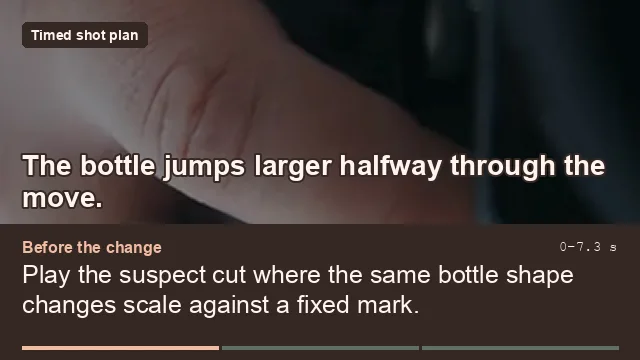 Timed shot plan
The bottle jumps larger halfway through the
move.
Before the change
0–7.3 s
Play the suspect cut where the same bottle shape
changes scale against a fixed mark.